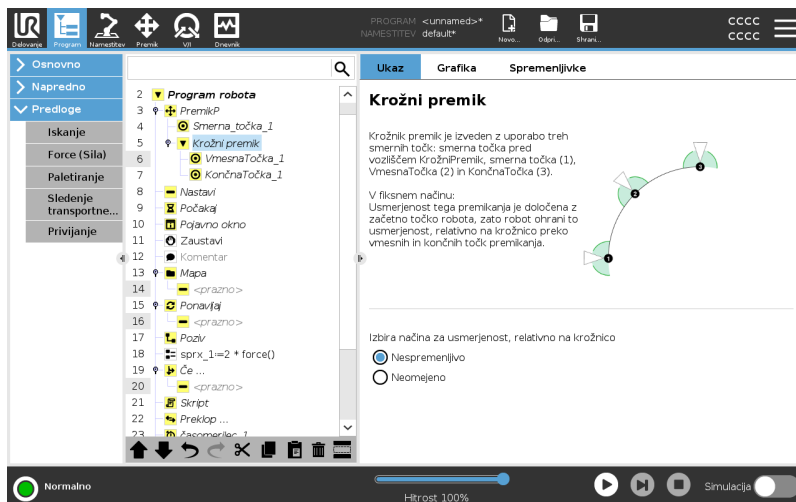 PROGRAM <unnamed>*
NAMESTITEV default*
cccc
cccc
Delovanje
Program
Namestitev
Premik
V/I
Dnevnik
Novo...
Odpri...
Shrani...
Osnovno
Napredno
Predloge
Iskanje
Force (Sila)
Paletiranje
Sledenje
transportne...
Privijanje
2 Program robota
3 PremikP
4 Smerna_točka_1
5 Krožni premik
6 VmesnaTočka_1
7 KončnaTočka_1
8 Nastavi
9 Počakaj
10 Pojavno okno
11 Zaustavi
12 Komentar
13 Mapa
14 <prazno>
15 Ponavljaj
16 <prazno>
17 Poziv
18 sprx_1:=2 * force()
19 Če ...
20 <prazno>
21 Skript
22 Preklop ...
23 časomerilec_1
Ukaz
Grafika
Spremenljivke
Krožni premik
Krožnik premik je izveden z uporabo treh
smernih točk: smerna točka pred
vozliščem KrožniPremik, smerna točka (1),
VmesnaTočka (2) in KončnaTočka (3).
V fiksnem načinu:
Usmerjenost tega premikanja je določena z
začetno točko robota, zato robot ohrani to
usmerjenost, relativno na krožnico preko
vmesnih in končnih točk premikanja.
3
2
1
Izbira načina za usmerjenost, relativno na krožnico
Nespremenljivo
Neomejeno
Normalno
Hitrost 100%
Simulacija